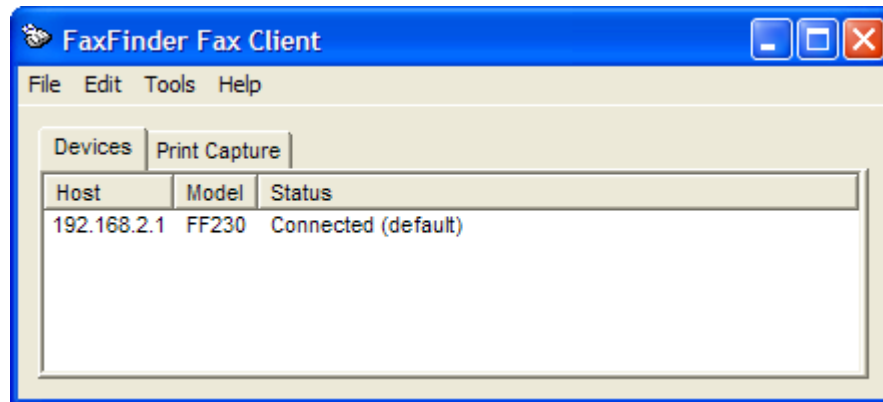 FaxFinder Fax Client
File Edit Tools Help
Devices Print Capture
Host Model Status
192.168.2.1 FF230 Connected (default)